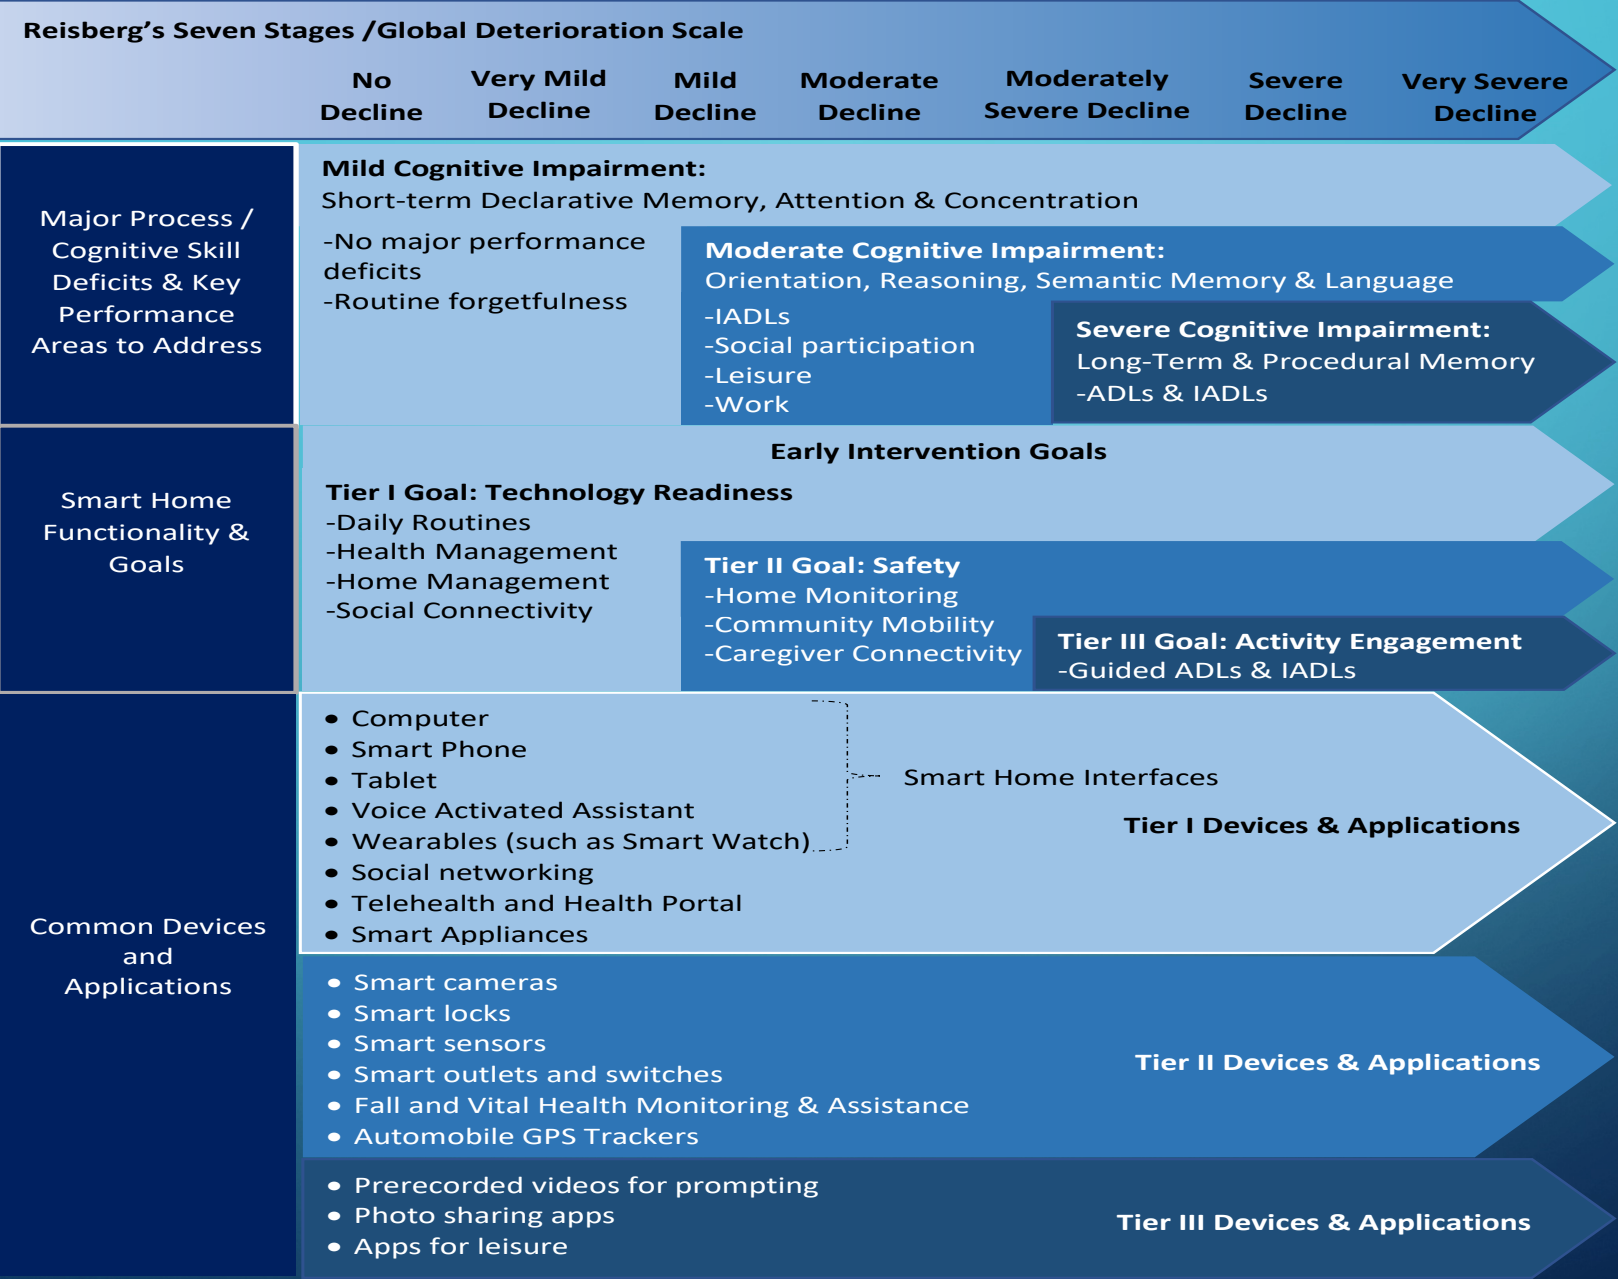 Reisberg’s Seven Stages /Global Deterioration Scale
No Decline
Very Mild Decline
Mild Decline
Moderate Decline
Moderately Severe Decline
Severe Decline
Very Severe Decline
Major Process /
Cognitive Skill
Deficits & Key
Performance
Areas to Address
Mild Cognitive Impairment:
Short-term Declarative Memory, Attention & Concentration
-No major performance
deficits
-Routine forgetfulness
Moderate Cognitive Impairment:
Orientation, Reasoning, Semantic Memory & Language
-IADLs
-Social participation
-Leisure
-Work
Severe Cognitive Impairment:
Long-Term & Procedural Memory
-ADLs & IADLs
Smart Home
Functionality &
Goals
Early Intervention Goals
Tier I Goal: Technology Readiness
-Daily Routines
-Health Management
-Home Management
-Social Connectivity
Tier II Goal: Safety
-Home Monitoring
-Community Mobility
-Caregiver Connectivity
Tier III Goal: Activity Engagement
-Guided ADLs & IADLs
Common Devices
and
Applications
• Computer
• Smart Phone
• Tablet
• Voice Activated Assistant
• Wearables (such as Smart Watch)
• Social networking
• Telehealth and Health Portal
• Smart Appliances
Smart Home Interfaces
Tier I Devices & Applications
• Smart cameras
• Smart locks
• Smart sensors
• Smart outlets and switches
• Fall and Vital Health Monitoring & Assistance
• Automobile GPS Trackers
Tier II Devices & Applications
• Prerecorded videos for prompting
• Photo sharing apps
• Apps for leisure
Tier III Devices & Applications